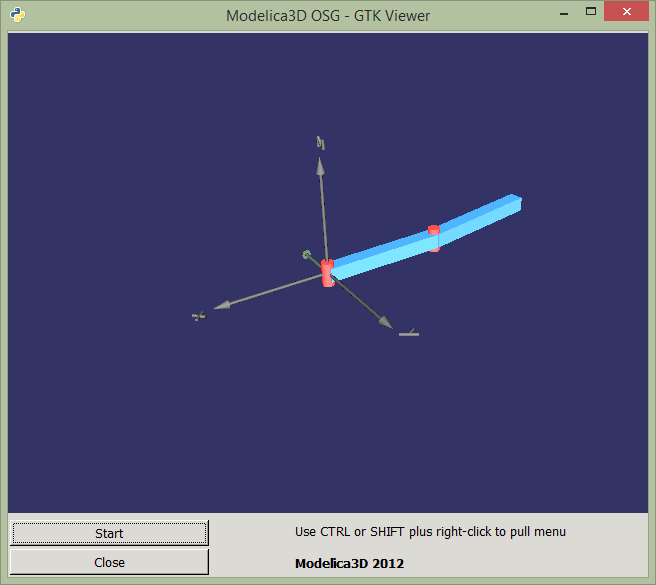 Modelica3D OSG - GTK Viewer
Start
Use CTRL or SHIFT plus right-click to pull menu
Close
Modelica3D 2012